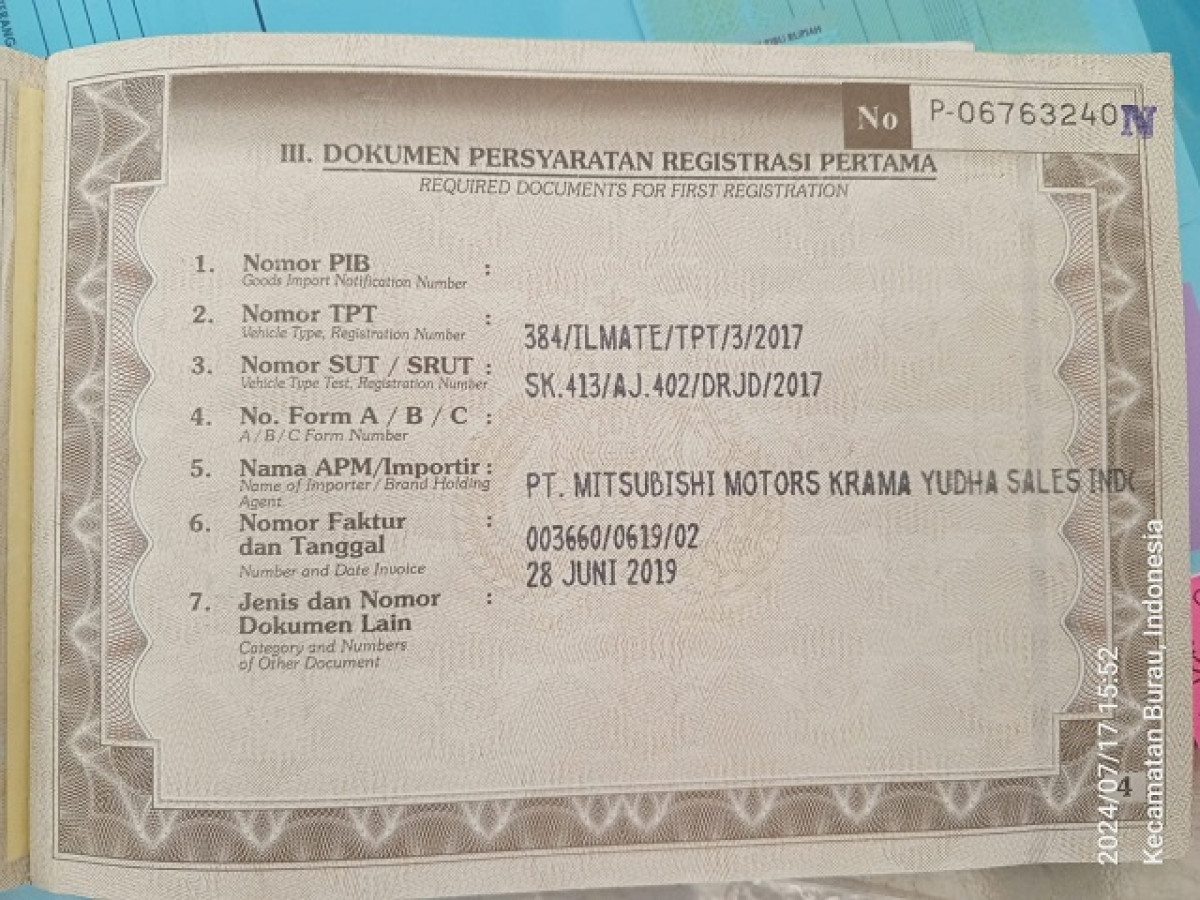 No P-06763240 N
III. DOKUMEN PERSYARATAN REGISTRASI PERTAMA
REQUIRED DOCUMENTS FOR FIRST REGISTRATION
1. Nomor PIB :
Goods Import Notification Number
2. Nomor TPT :
Vehicle Type, Registration Number
384/ILMATE/TPT/3/2017
3. Nomor SUT / SRUT :
Vehicle Type Test, Registration Number
SK.413/AJ.402/DRJD/2017
4. No. Form A / B / C :
A / B / C Form Number
5. Nama APM/Importir :
Name of Importer / Brand Holding
Agent
PT. MITSUBISHI MOTORS KRAMA YUDHA SALES IND
6. Nomor Faktur :
dan Tanggal
Number and Date Invoice
003660/0619/02
28 JUNI 2019
7. Jenis dan Nomor :
Dokumen Lain
Category and Numbers
of Other Document
4
2024/07/17 15:52
Kecamatan Burau, Indonesia